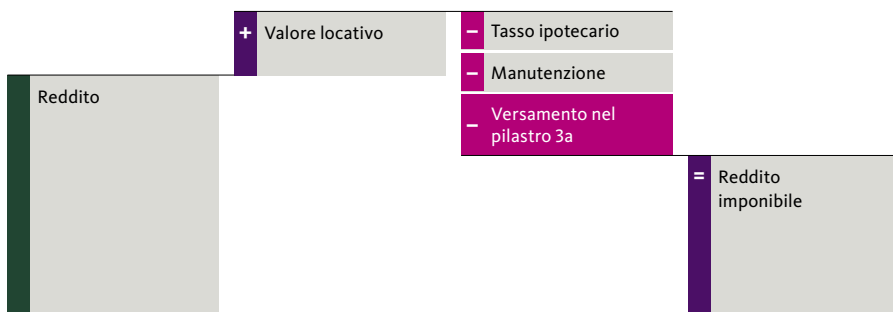 Reddito
+ Valore locativo
– Tasso ipotecario
– Manutenzione
– Versamento nel
pilastro 3a
= Reddito
imponibile